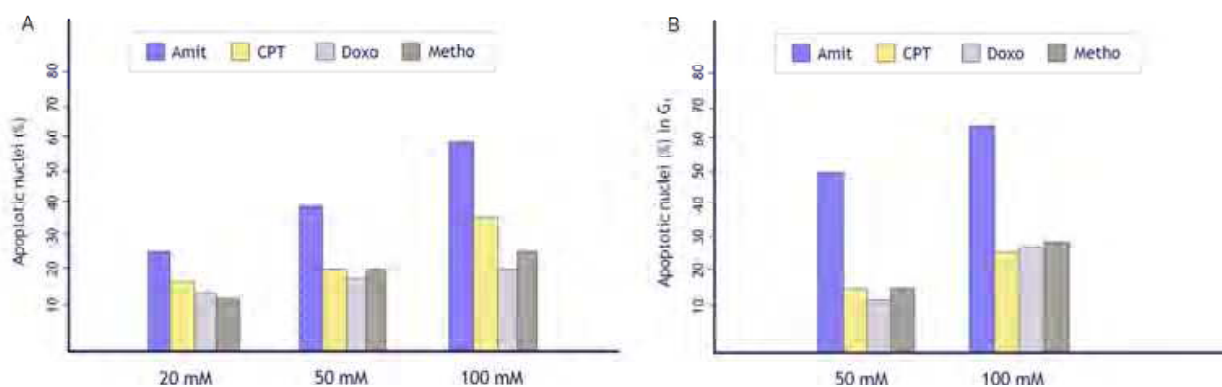 A
Amit CPT Doxo Metho
Apoptotic nuclei (%)
80
70
60
50
40
30
20
10
20 mM 50 mM 100 mM
B
Amit CPT Doxo Metho
Apoptotic nuclei (%) in G₁
80
70
60
50
40
30
20
10
50 mM 100 mM